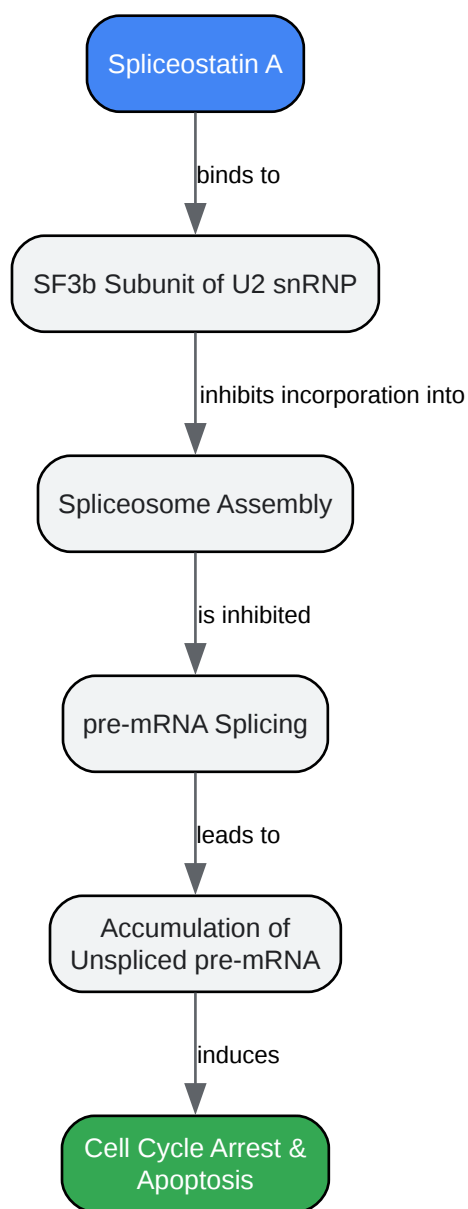 Spliceostatin A
binds to
SF3b Subunit of U2 snRNP
inhibits incorporation into
Spliceosome Assembly
is inhibited
pre-mRNA Splicing
leads to
Accumulation of
Unspliced pre-mRNA
induces
Cell Cycle Arrest &
Apoptosis